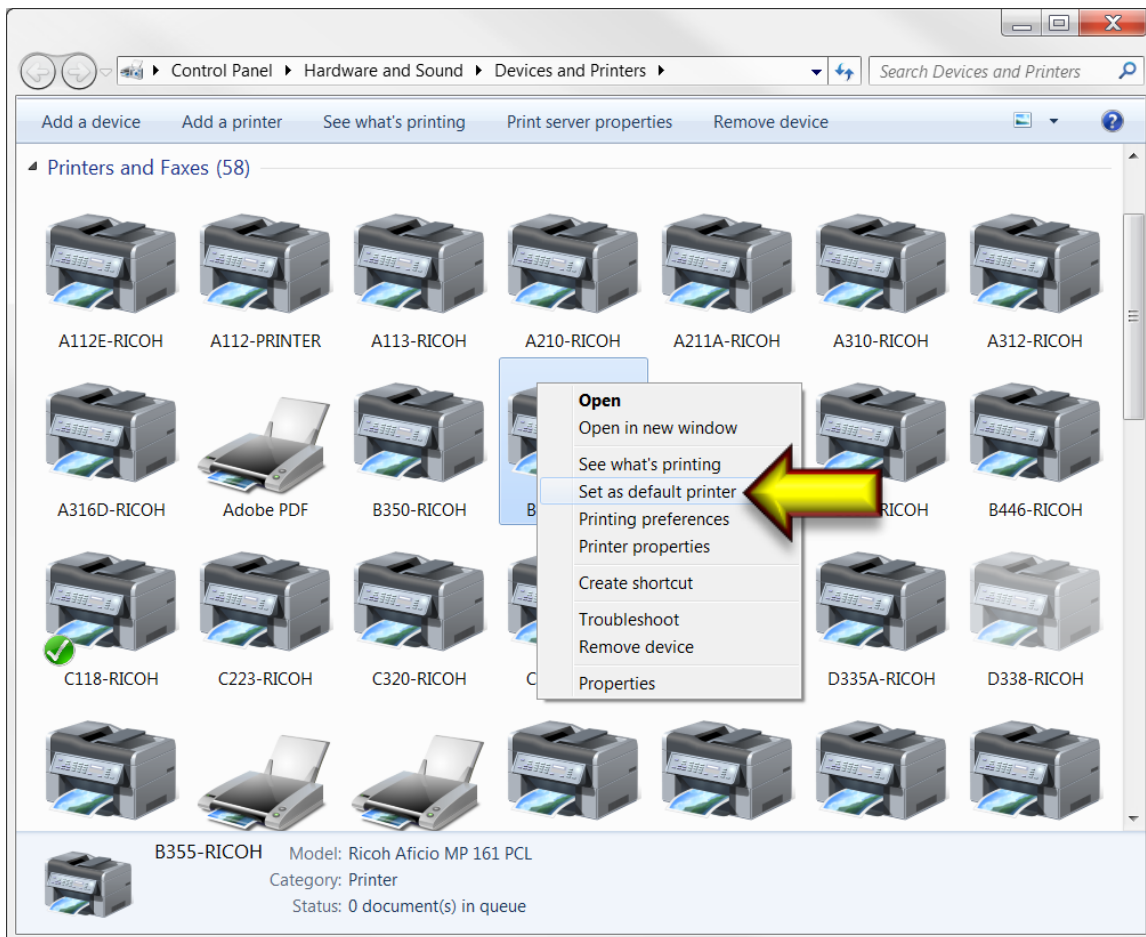 Control Panel Hardware and Sound Devices and Printers Search Devices and Printers
Add a device Add a printer See what's printing Print server properties Remove device
Printers and Faxes (58)
A112E-RICOH A112-PRINTER A113-RICOH A210-RICOH A211A-RICOH A310-RICOH A312-RICOH
Open
Open in new window
See what's printing
Set as default printer
Printing preferences
Printer properties
Create shortcut
Troubleshoot
Remove device
Properties
A316D-RICOH Adobe PDF B350-RICOH B RICOH B446-RICOH
C118-RICOH C223-RICOH C320-RICOH C D335A-RICOH D338-RICOH
B355-RICOH Model: Ricoh Aficio MP 161 PCL
Category: Printer
Status: 0 document(s) in queue